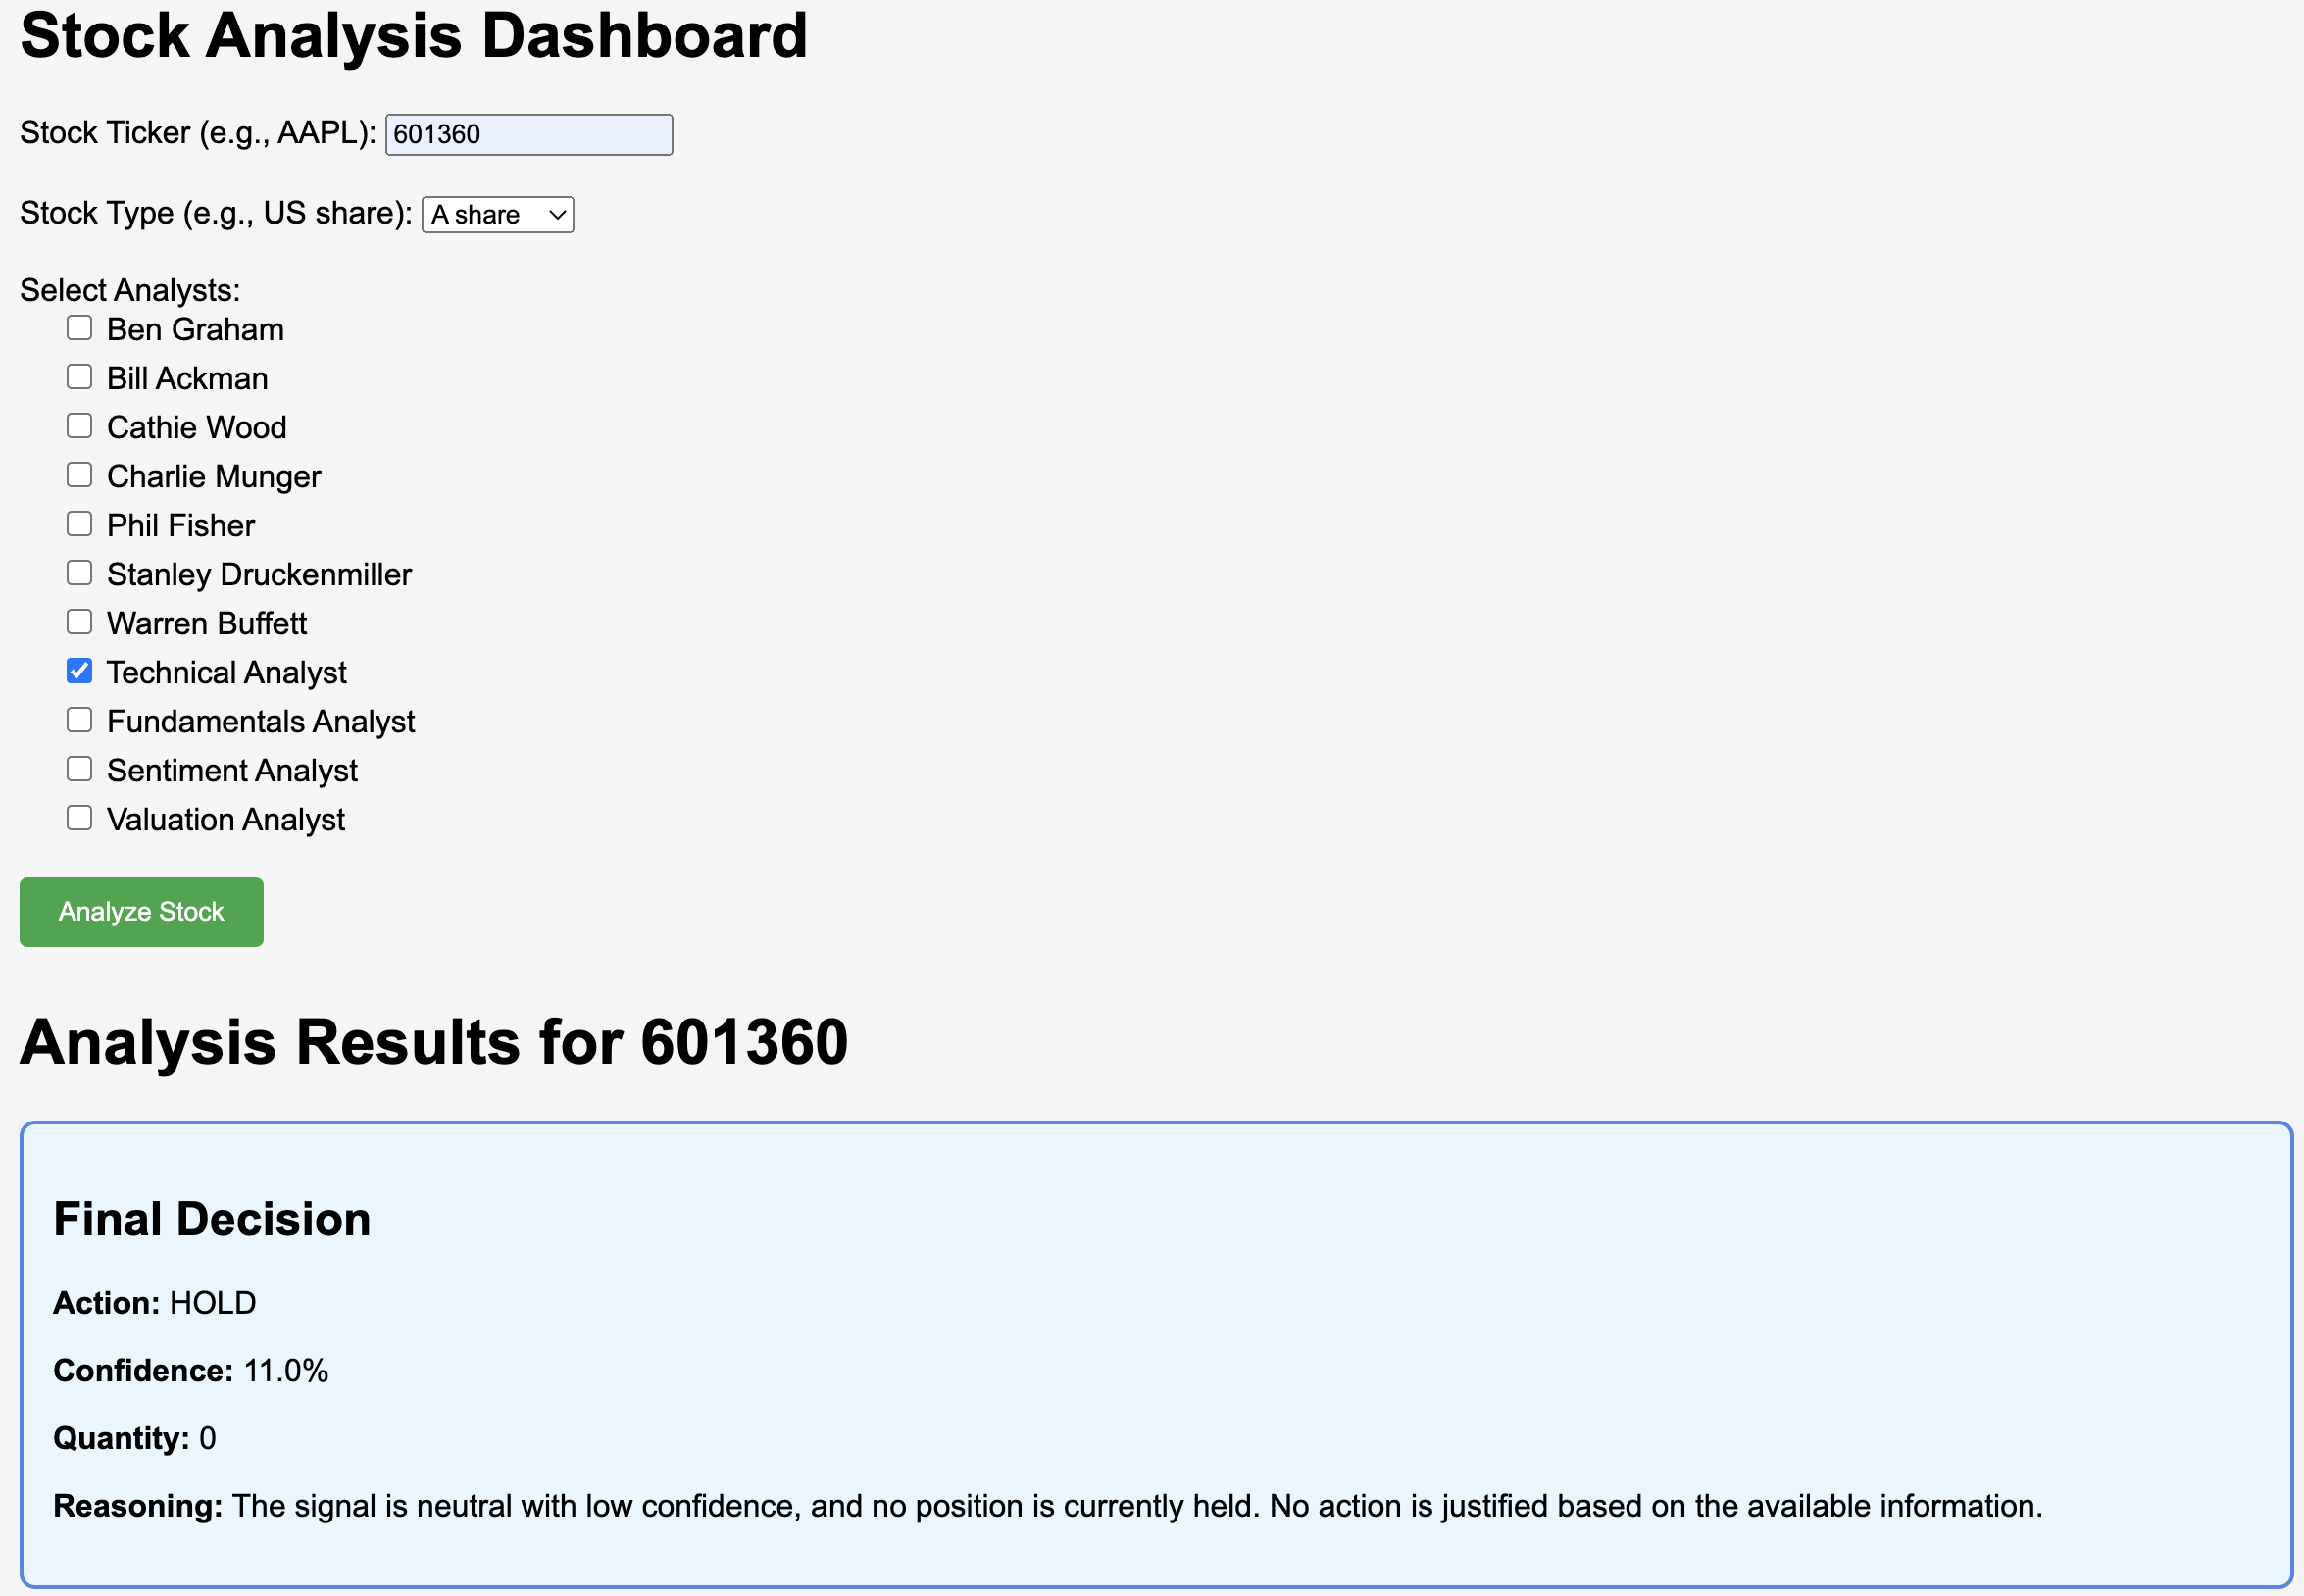 Stock Analysis Dashboard
Stock Ticker (e.g., AAPL): 601360
Stock Type (e.g., US share): A share
Select Analysts:
Ben Graham
Bill Ackman
Cathie Wood
Charlie Munger
Phil Fisher
Stanley Druckenmiller
Warren Buffett
Technical Analyst
Fundamentals Analyst
Sentiment Analyst
Valuation Analyst
Analyze Stock
Analysis Results for 601360
Final Decision
Action: HOLD
Confidence: 11.0%
Quantity: 0
Reasoning: The signal is neutral with low confidence, and no position is currently held. No action is justified based on the available information.